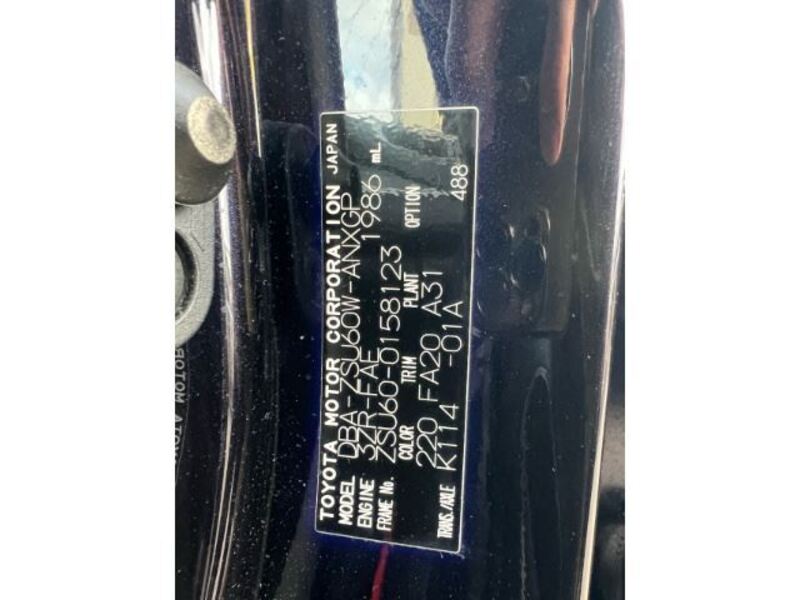 TOYOTA MOTOR CORPORATION JAPAN
MODEL DBA-ZSU60W-ANXGP
ENGINE 3ZR-FAE 1986 mL
FRAME No. ZSU60-0158123
COLOR TRIM PLANT OPTION
220 FA20 A31 488
TRANS./AXLE K114 -01A